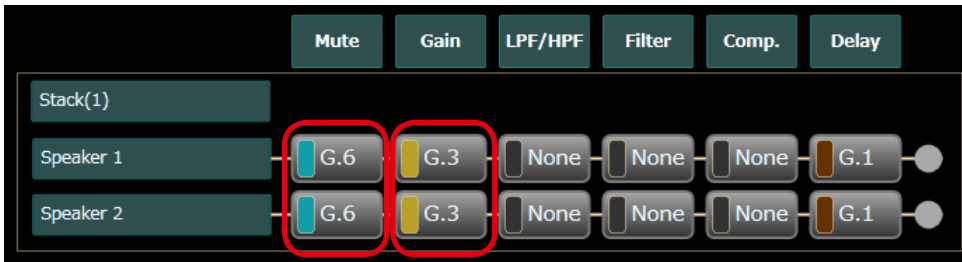 Mute Gain LPF/HPF Filter Comp. Delay
Stack(1)
Speaker 1 G.6 G.3 None None None G.1
Speaker 2 G.6 G.3 None None None G.1